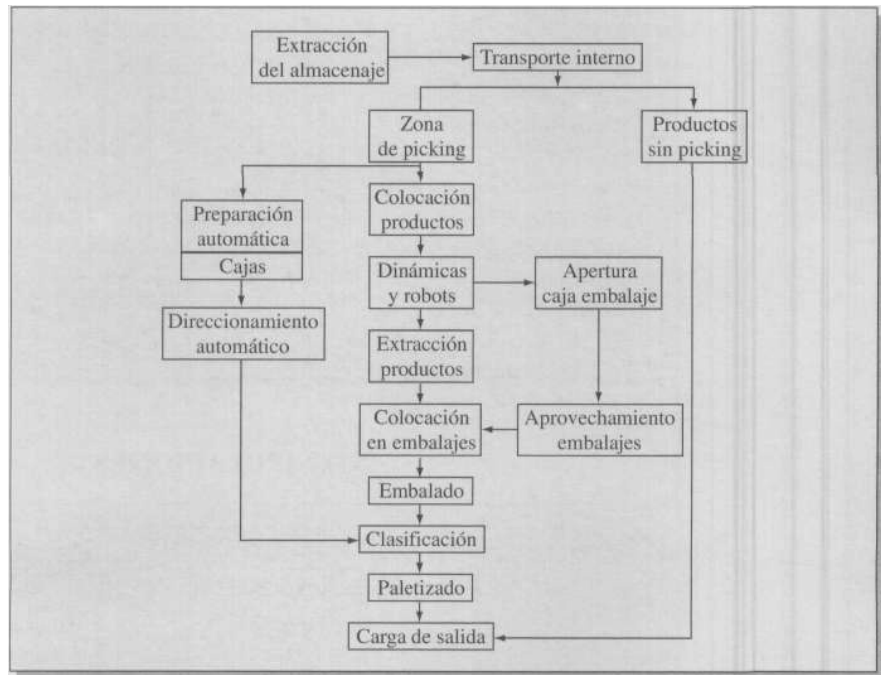 Extracción
del almacenaje
Transporte interno
Zona
de picking
Productos
sin picking
Preparación
automática
Cajas
Colocación
productos
Dinámicas
y robots
Apertura
caja embalaje
Direccionamiento
automático
Extracción
productos
Colocación
en embalajes
Aprovechamiento
embalajes
Embalado
Clasificación
Paletizado
Carga de salida